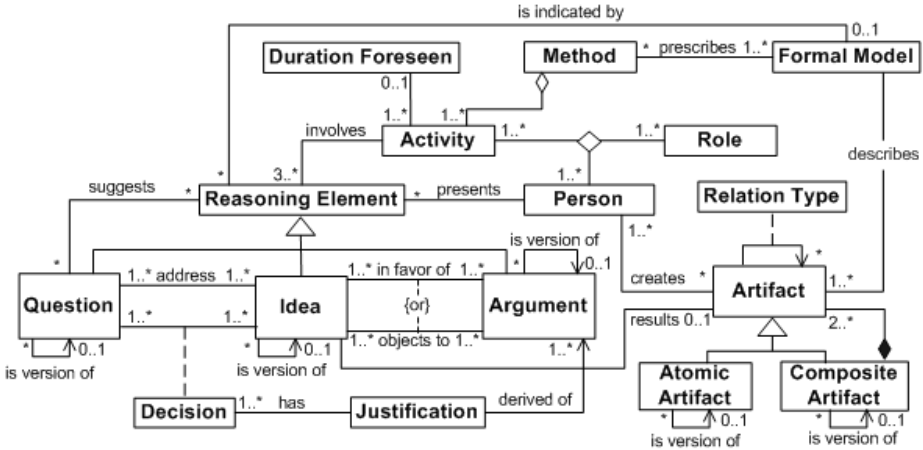 is indicated by
0..1
Duration Foreseen
Method
* prescribes 1..*
Formal Model
0..1
1..*
1..*
involves
Activity
1..*
1..*
Role
describes
suggests
*
*
3..*
1..*
Reasoning Element
* presents
Person
Relation Type
1..*
is version of
*
*
1..* address 1..*
1..* in favor of 1..*
*
0..1
creates *
1..*
Question
Idea
{or}
Argument
Artifact
1..*
1..*
results 0..1
2..*
* 0..1
* 0..1
1..* objects to 1..*
1..*
is version of
is version of
Atomic
Artifact
Composite
Artifact
Decision
1..* has
Justification
derived of
* 0..1
* 0..1
is version of
is version of